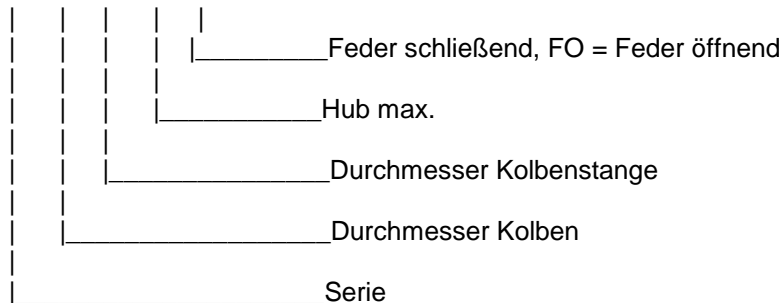 Feder schließend, FO = Feder öffnend
Hub max.
Durchmesser Kolbenstange
Durchmesser Kolben
Serie